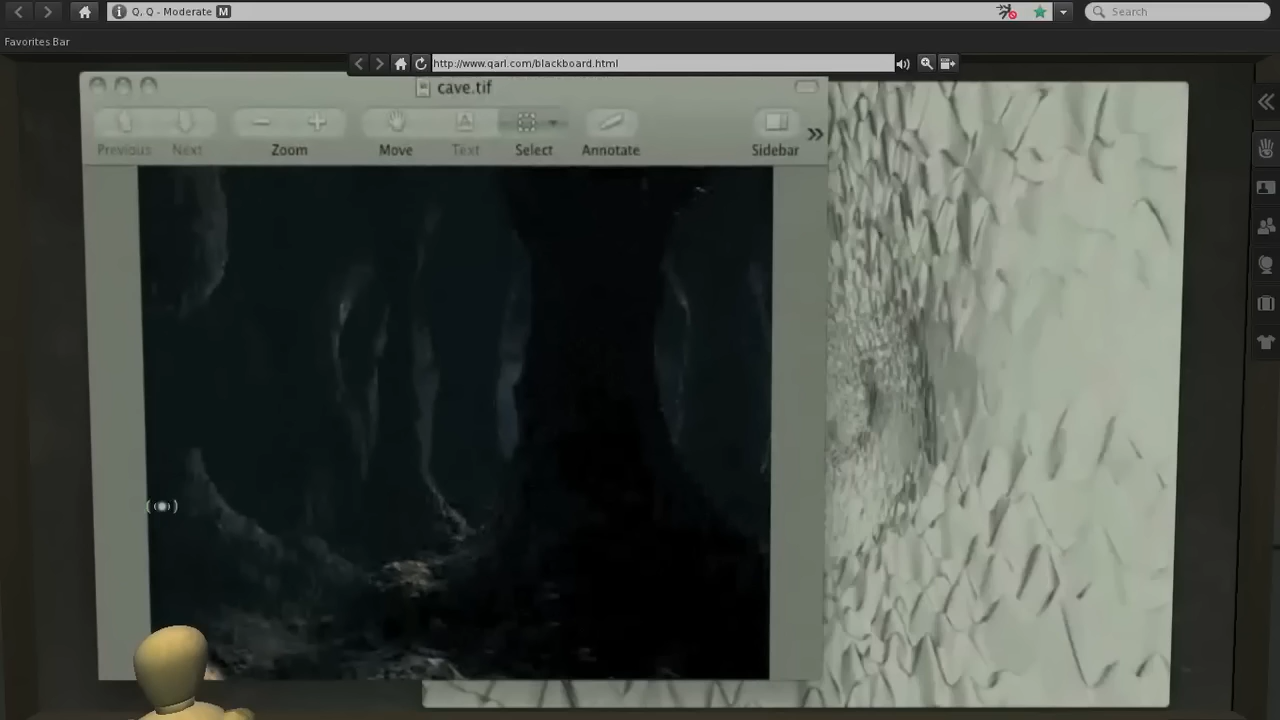 Q, Q - Moderate M
Search
Favorites Bar
http://www.qarl.com/blackboard.html
cave.tif
Previous Next Zoom Move Text Select Annotate Sidebar